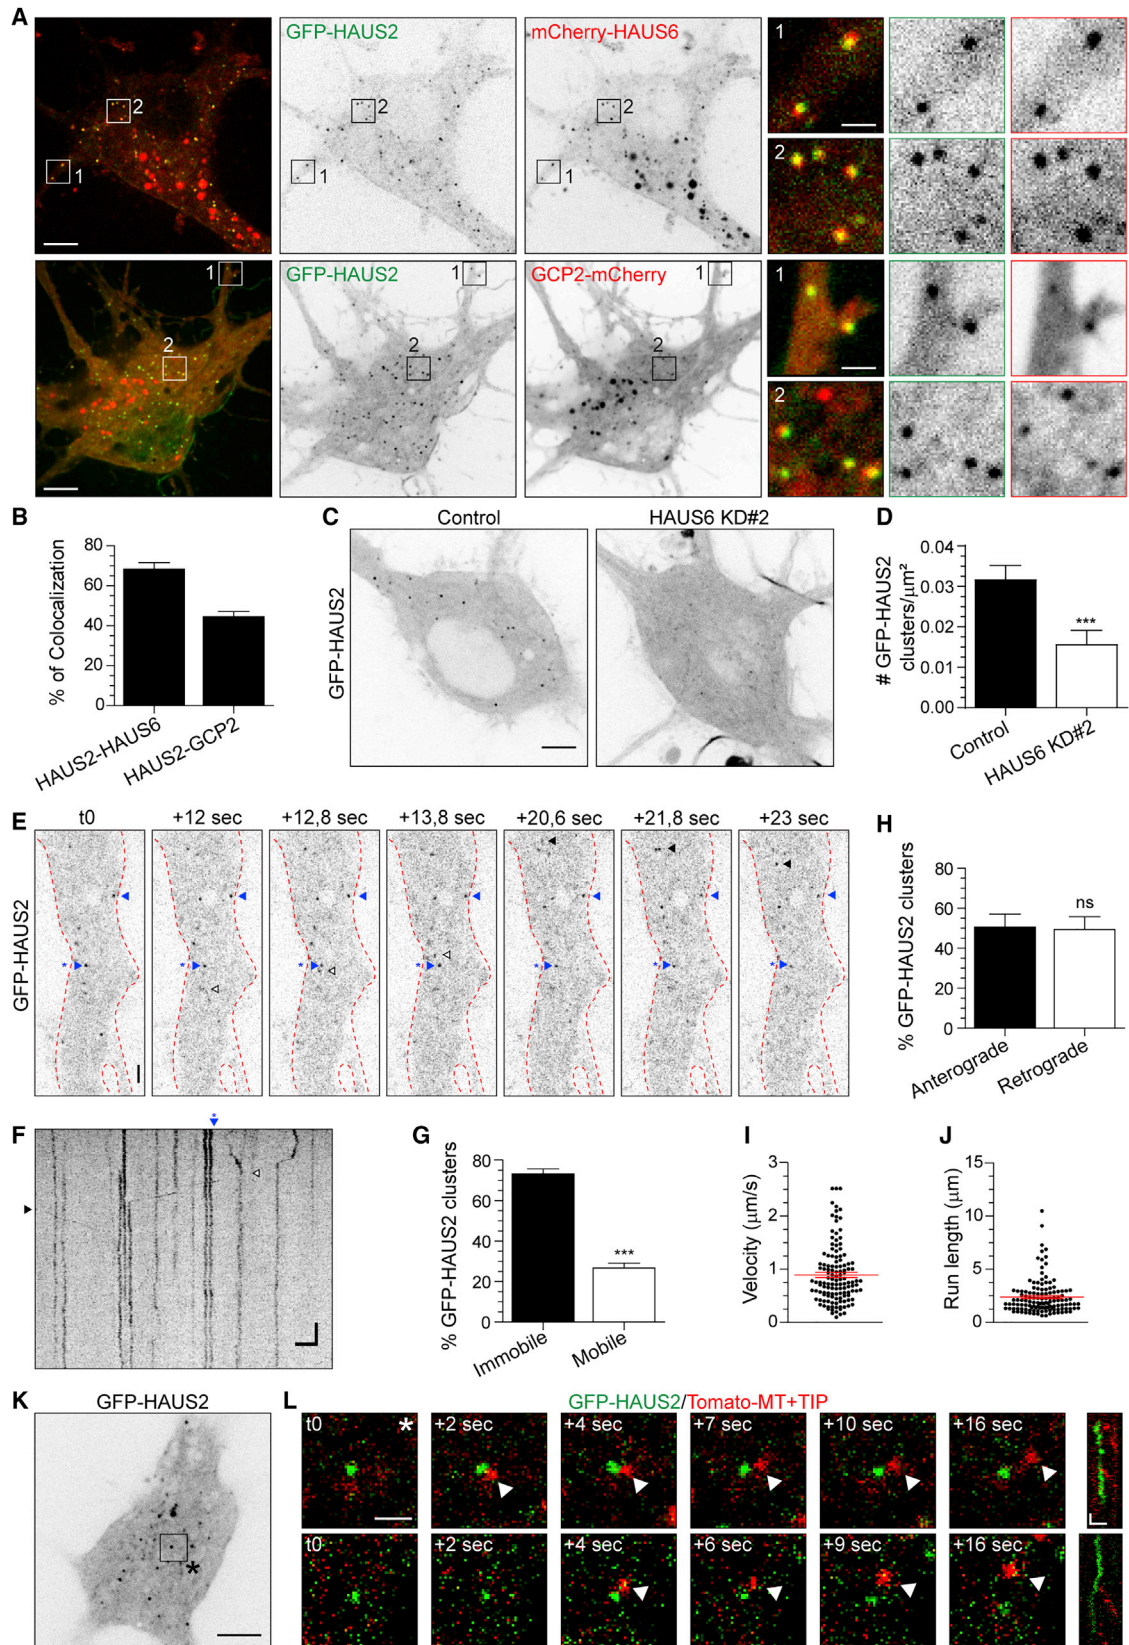 A
GFP-HAUS2
mCherry-HAUS6
1
2
2
2
2
1
1
1
2
GFP-HAUS2
GCP2-mCherry
1
1
1
1
2
2
2
2
B
% of Colocalization
80
60
40
20
0
HAUS2-HAUS6
HAUS2-GCP2
C
Control
HAUS6 KD#2
GFP-HAUS2
D
# GFP-HAUS2
clusters/μm²
0.04
0.03
0.02
0.01
0.00
***
Control
HAUS6 KD#2
E
t0
+12 sec
+12,8 sec
+13,8 sec
+20,6 sec
+21,8 sec
+23 sec
GFP-HAUS2
*
*
*
*
*
*
*
H
% GFP-HAUS2 clusters
80
60
40
20
0
ns
Anterograde
Retrograde
F
*
G
% GFP-HAUS2 clusters
80
60
40
20
0
***
Immobile
Mobile
I
Velocity (μm/s)
3
2
1
0
J
Run length (μm)
15
10
5
0
K
GFP-HAUS2
*
L
GFP-HAUS2/Tomato-MT+TIP
t0
*
+2 sec
+4 sec
+7 sec
+10 sec
+16 sec
t0
+2 sec
+4 sec
+6 sec
+9 sec
+16 sec